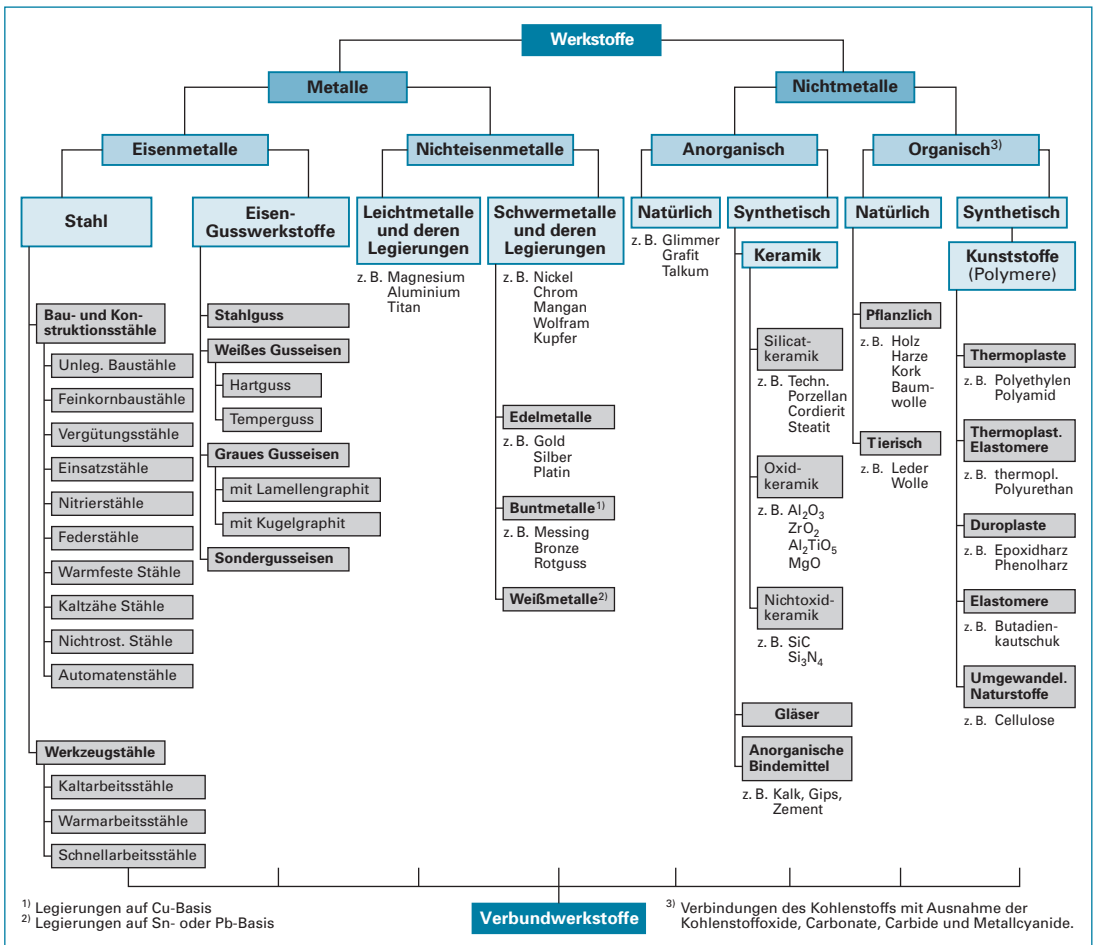 Werkstoffe
Metalle
Nichtmetalle
Eisenmetalle
Nichteisenmetalle
Anorganisch
Organisch3)
Stahl
Eisen-
Gusswerkstoffe
Leichtmetalle
und deren
Legierungen
z. B. Magnesium
Aluminium
Titan
Schwermetalle
und deren
Legierungen
z. B. Nickel
Chrom
Mangan
Wolfram
Kupfer
Natürlich
z. B. Glimmer
Grafit
Talkum
Synthetisch
Keramik
Natürlich
Synthetisch
Kunststoffe
(Polymere)
Bau- und Kon-
struktionsstähle
Unleg. Baustähle
Feinkornbaustähle
Vergütungsstähle
Einsatzstähle
Nitrierstähle
Federstähle
Warmfeste Stähle
Kaltzähe Stähle
Nichtrost. Stähle
Automatenstähle
Werkzeugstähle
Kaltarbeitsstähle
Warmarbeitsstähle
Schnellarbeitsstähle
Stahlguss
Weißes Gusseisen
Hartguss
Temperguss
Graues Gusseisen
mit Lamellengraphit
mit Kugelgraphit
Sondergusseisen
Edelmetalle
z. B. Gold
Silber
Platin
Buntmetalle1)
z. B. Messing
Bronze
Rotguss
Weißmetalle2)
Silicat-
keramik
z. B. Techn.
Porzellan
Cordierit
Steatit
Oxid-
keramik
z. B. Al2O3
ZrO2
Al2TiO5
MgO
Nichtoxid-
keramik
z. B. SiC
Si3N4
Gläser
Anorganische
Bindemittel
z. B. Kalk, Gips,
Zement
Pflanzlich
z. B. Holz
Harze
Kork
Baum-
wolle
Tierisch
z. B. Leder
Wolle
Thermoplaste
z. B. Polyethylen
Polyamid
Thermoplast.
Elastomere
z. B. thermopl.
Polyurethan
Duroplaste
z. B. Epoxidharz
Phenolharz
Elastomere
z. B. Butadien-
kautschuk
Umgewandel.
Naturstoffe
z. B. Cellulose
1) Legierungen auf Cu-Basis
2) Legierungen auf Sn- oder Pb-Basis
Verbundwerkstoffe
3) Verbindungen des Kohlenstoffs mit Ausnahme der
Kohlenstoffoxide, Carbonate, Carbide und Metallcyanide.